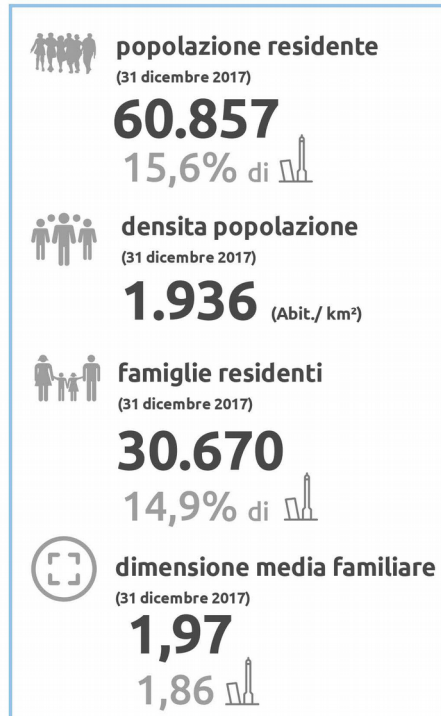 popolazione residente
(31 dicembre 2017)
60.857
15,6% di
densita popolazione
(31 dicembre 2017)
1.936 (Abit./ km²)
famiglie residenti
(31 dicembre 2017)
30.670
14,9% di
dimensione media familiare
(31 dicembre 2017)
1,97
1,86